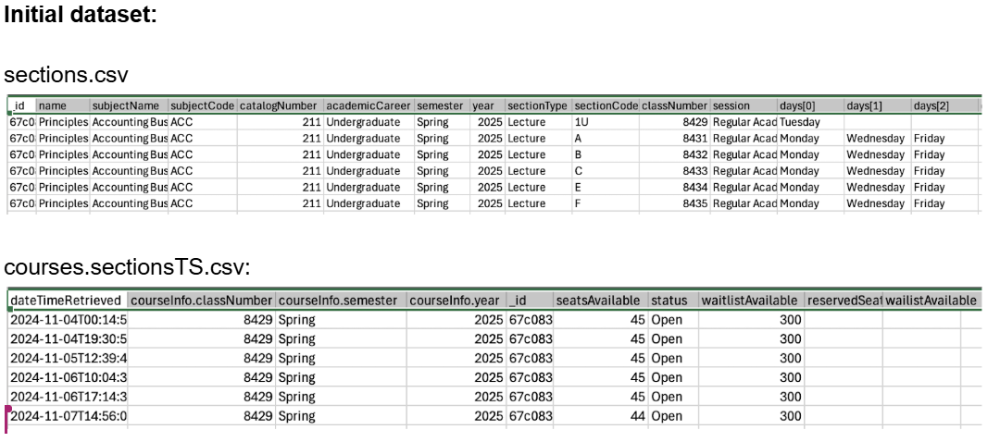 Initial dataset:
sections.csv
_id name subjectName subjectCode catalogNumber academicCareer semester year sectionType sectionCode classNumber session days[0] days[1] days[2]
67c0 Principles Accounting Bus ACC 211 Undergraduate Spring 2025 Lecture 1U 8429 Regular Acad Tuesday
67c0 Principles Accounting Bus ACC 211 Undergraduate Spring 2025 Lecture A 8431 Regular Acad Monday Wednesday Friday
67c0 Principles Accounting Bus ACC 211 Undergraduate Spring 2025 Lecture B 8432 Regular Acad Monday Wednesday Friday
67c0 Principles Accounting Bus ACC 211 Undergraduate Spring 2025 Lecture C 8433 Regular Acad Monday Wednesday Friday
67c0 Principles Accounting Bus ACC 211 Undergraduate Spring 2025 Lecture E 8434 Regular Acad Monday Wednesday Friday
67c0 Principles Accounting Bus ACC 211 Undergraduate Spring 2025 Lecture F 8435 Regular Acad Monday Wednesday Friday
courses.sectionsTS.csv:
dateTimeRetrieved courseInfo.classNumber courseInfo.semester courseInfo.year _id seatsAvailable status waitlistAvailable reservedSeat wailistAvailable
2024-11-04T00:14:5 8429 Spring 2025 67c083 45 Open 300
2024-11-04T19:30:5 8429 Spring 2025 67c083 45 Open 300
2024-11-05T12:39:4 8429 Spring 2025 67c083 45 Open 300
2024-11-06T10:04:3 8429 Spring 2025 67c083 45 Open 300
2024-11-06T17:14:3 8429 Spring 2025 67c083 45 Open 300
2024-11-07T14:56:0 8429 Spring 2025 67c083 44 Open 300